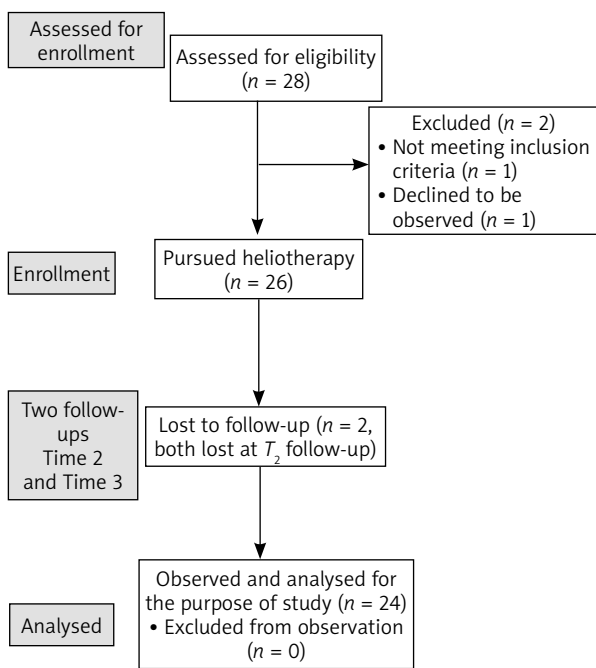 Assessed for
enrollment
Assessed for eligibility
(n = 28)
Excluded (n = 2)
• Not meeting inclusion
criteria (n = 1)
• Declined to be
observed (n = 1)
Enrollment
Pursued heliotherapy
(n = 26)
Two follow-
ups
Time 2
and Time 3
Lost to follow-up (n = 2,
both lost at T₂ follow-up)
Analysed
Observed and analysed for
the purpose of study (n = 24)
• Excluded from observation
(n = 0)